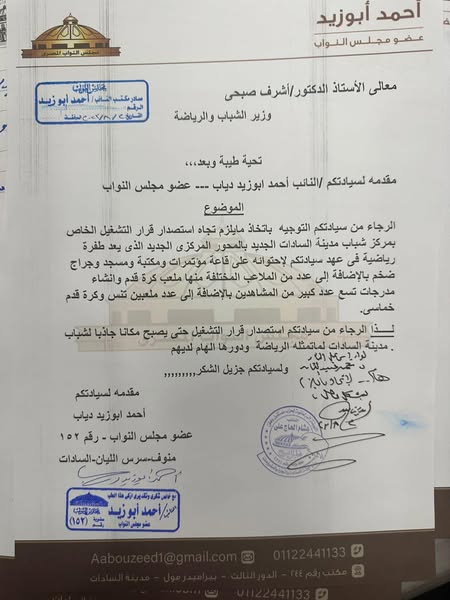 أحمد أبوزيد
عضو مجلس النواب
مجلس النواب المصرى
معالى الأستاذ الدكتور/أشرف صبحى
وزير الشباب والرياضة
صادر مكتب النائب/ أحمد أبو زيد
الرقم
التاريخ
تحية طيبة وبعد،،،
مقدمه لسيادتكم /النائب أحمد ابوزيد دياب --- عضو مجلس النواب
الموضوع
الرجاء من سيادتكم التوجيه باتخاذ مايلزم تجاه استصدار قرار التشغيل الخاص
بمركز شباب مدينة السادات الجديد بالمحور المركزى الجديد الذى يعد طفرة
رياضية فى عهد سيادتكم لإحتوائه على قاعة مؤتمرات ومكتبة ومسجد وجراج
ضخم بالإضافة إلى عدد من الملاعب المختلفة منها ملعب كرة قدم وانشاء
مدرجات تسع عدد كبير من المشاهدين بالإضافة إلى عدد ملعبين تنس وكرة قدم
خماسى.
لــذا الرجاء من سيادتكم استصدار قرار التشغيل حتى يصبح مكانا جاذبا لشباب
مدينة السادات لماتمثله الرياضة ودورها الهام لديهم .
ولسيادتكم جزيل الشكر,,,,,,,,,
مقدمه لسيادتكم
أحمد ابوزيد دياب
عضو مجلس النواب - رقم ١٥٢
منوف-سرس الليان-السادات
أحمد أبو زيد
عضو مجلس النواب
(١٥٢)
Aabouzeed1@gmail.com
01122441133
مكتب رقم ٢٤٤ - الدور الثالث - بيراميدز مول - مدينة السادات